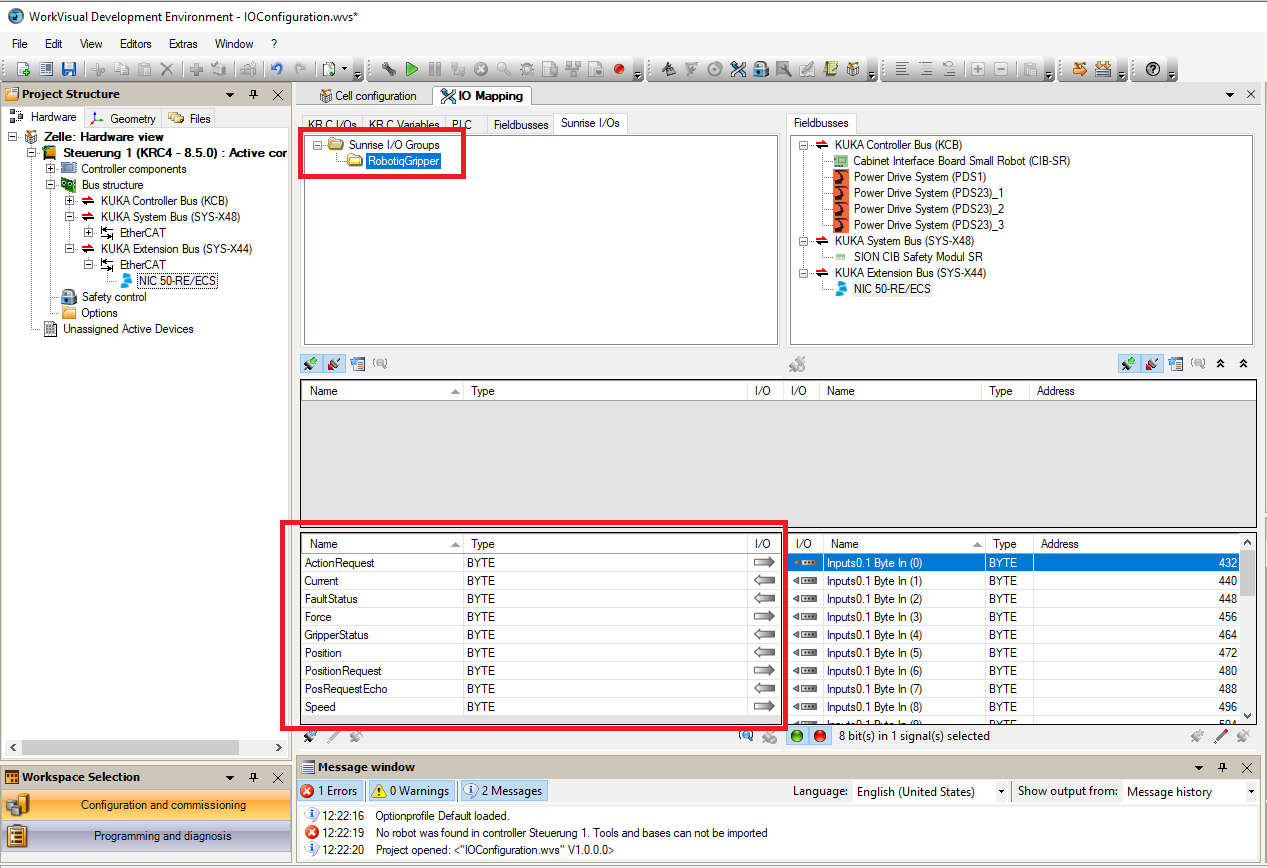 WorkVisual Development Environment - IOConfiguration.wvs*
File Edit View Editors Extras Window ?
Project Structure
Hardware Geometry Files
Zelle: Hardware view
Steuerung 1 (KRC4 - 8.5.0) : Active cor
Controller components
Bus structure
KUKA Controller Bus (KCB)
KUKA System Bus (SYS-X48)
EtherCAT
KUKA Extension Bus (SYS-X44)
EtherCAT
NIC 50-RE/ECS
Safety control
Options
Unassigned Active Devices
Cell configuration IO Mapping
KR C I/Os KR C Variables PLC Fieldbusses Sunrise I/Os
Sunrise I/O Groups
RobotiqGripper
Fieldbusses
KUKA Controller Bus (KCB)
Cabinet Interface Board Small Robot (CIB-SR)
Power Drive System (PDS1)
Power Drive System (PDS23)_1
Power Drive System (PDS23)_2
Power Drive System (PDS23)_3
KUKA System Bus (SYS-X48)
SION CIB Safety Modul SR
KUKA Extension Bus (SYS-X44)
NIC 50-RE/ECS
Name Type I/O I/O Name Type Address
Name Type I/O I/O Name Type Address
ActionRequest BYTE Inputs0.1 Byte In (0) BYTE 432
Current BYTE Inputs0.1 Byte In (1) BYTE 440
FaultStatus BYTE Inputs0.1 Byte In (2) BYTE 448
Force BYTE Inputs0.1 Byte In (3) BYTE 456
GripperStatus BYTE Inputs0.1 Byte In (4) BYTE 464
Position BYTE Inputs0.1 Byte In (5) BYTE 472
PositionRequest BYTE Inputs0.1 Byte In (6) BYTE 480
PosRequestEcho BYTE Inputs0.1 Byte In (7) BYTE 488
Speed BYTE Inputs0.1 Byte In (8) BYTE 496
Inputs0.1 Byte In (9) BYTE 504
8 bit(s) in 1 signal(s) selected
Workspace Selection
Configuration and commissioning
Programming and diagnosis
Message window
1 Errors 0 Warnings 2 Messages Language: English (United States) Show output from: Message history
12:22:16 Optionprofile Default loaded.
12:22:19 No robot was found in controller Steuerung 1. Tools and bases can not be imported
12:22:20 Project opened: <"IOConfiguration.wvs" V1.0.0.0>